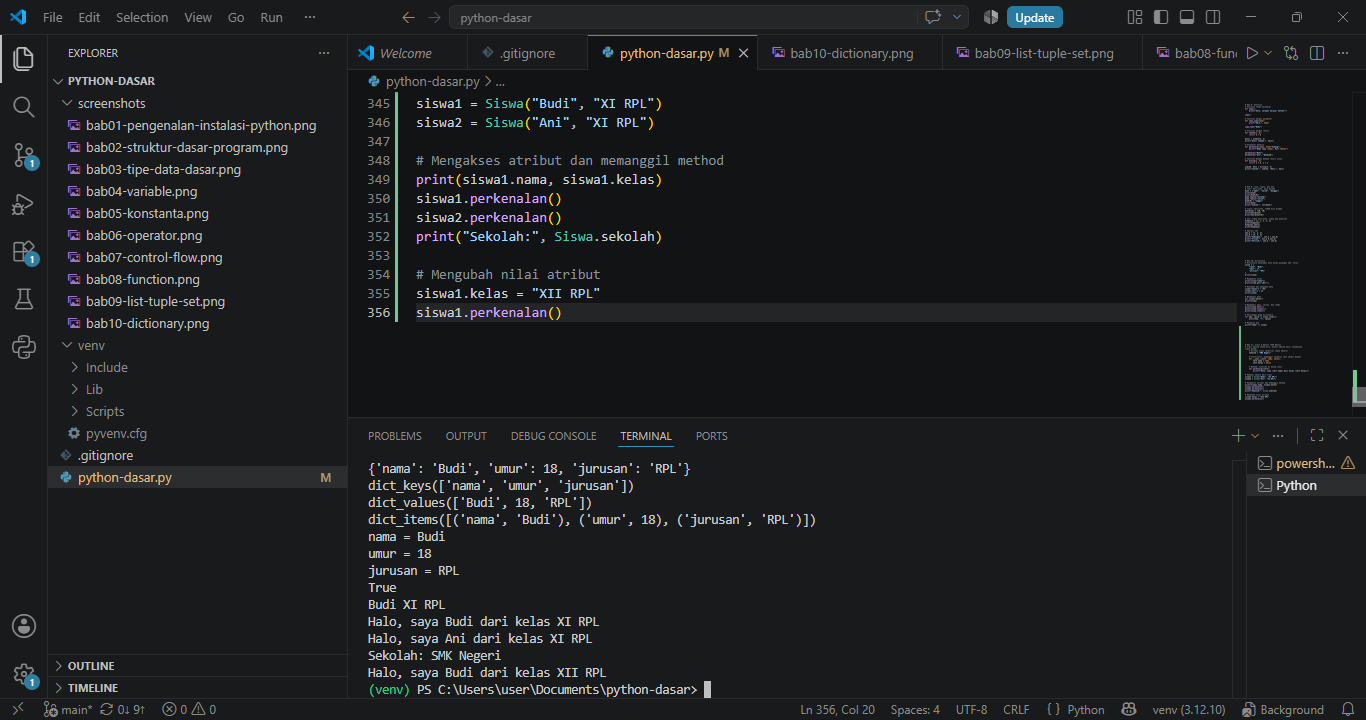 File Edit Selection View Go Run ··· python-dasar Update
EXPLORER ···
Welcome .gitignore python-dasar.py M bab10-dictionary.png bab09-list-tuple-set.png bab08-fun
PYTHON-DASAR
screenshots
bab01-pengenalan-instalasi-python.png
bab02-struktur-dasar-program.png
bab03-tipe-data-dasar.png
bab04-variable.png
bab05-konstanta.png
bab06-operator.png
bab07-control-flow.png
bab08-function.png
bab09-list-tuple-set.png
bab10-dictionary.png
venv
Include
Lib
Scripts
pyvenv.cfg
.gitignore
python-dasar.py M
OUTLINE
TIMELINE
1
1
1
python-dasar.py > ...
345 siswa1 = Siswa("Budi", "XI RPL")
346 siswa2 = Siswa("Ani", "XI RPL")
347
348 # Mengakses atribut dan memanggil method
349 print(siswa1.nama, siswa1.kelas)
350 siswa1.perkenalan()
351 siswa2.perkenalan()
352 print("Sekolah:", Siswa.sekolah)
353
354 # Mengubah nilai atribut
355 siswa1.kelas = "XII RPL"
356 siswa1.perkenalan()
PROBLEMS OUTPUT DEBUG CONSOLE TERMINAL PORTS
{'nama': 'Budi', 'umur': 18, 'jurusan': 'RPL'}
dict_keys(['nama', 'umur', 'jurusan'])
dict_values(['Budi', 18, 'RPL'])
dict_items([('nama', 'Budi'), ('umur', 18), ('jurusan', 'RPL')])
nama = Budi
umur = 18
jurusan = RPL
True
Budi XI RPL
Halo, saya Budi dari kelas XI RPL
Halo, saya Ani dari kelas XI RPL
Sekolah: SMK Negeri
Halo, saya Budi dari kelas XII RPL
(venv) PS C:\Users\user\Documents\python-dasar>
powersh...
Python
main* 0↓ 9↑ 0 0 Ln 356, Col 20 Spaces: 4 UTF-8 CRLF { } Python venv (3.12.10) Background